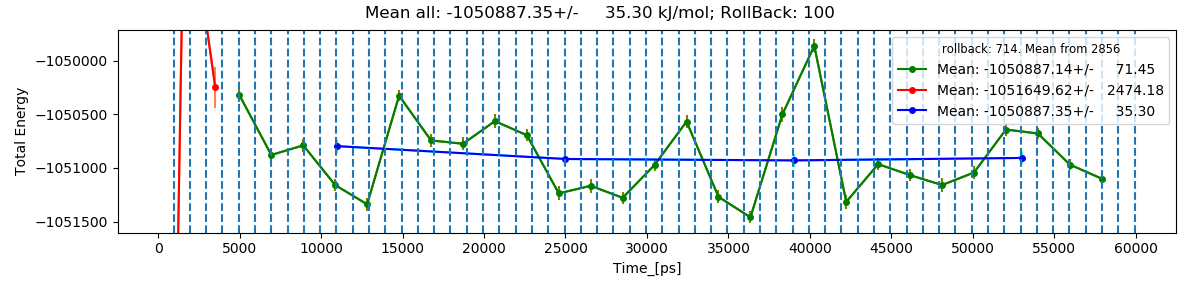 Mean all: -1050887.35+/- 35.30 kJ/mol; RollBack: 100
rollback: 714. Mean from 2856
Mean: -1050887.14+/- 71.45
Mean: -1051649.62+/- 2474.18
Mean: -1050887.35+/- 35.30
Total Energy
−1050000
−1050500
−1051000
−1051500
0 5000 10000 15000 20000 25000 30000 35000 40000 45000 50000 55000 60000
Time_[ps]